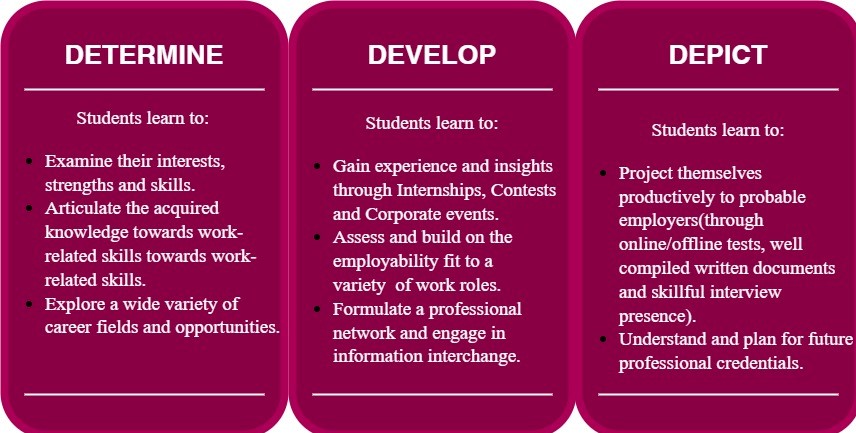 DETERMINE
Students learn to:
• Examine their interests,
strengths and skills.
• Articulate the acquired
knowledge towards work-
related skills towards work-
related skills.
• Explore a wide variety of
career fields and opportunities.
DEVELOP
Students learn to:
• Gain experience and insights
through Internships, Contests
and Corporate events.
• Assess and build on the
employability fit to a
variety  of work roles.
• Formulate a professional
network and engage in
information interchange.
DEPICT
Students learn to:
• Project themselves
productively to probable
employers(through
online/offline tests, well
compiled written documents
and skillful interview
presence).
• Understand and plan for future
professional credentials.